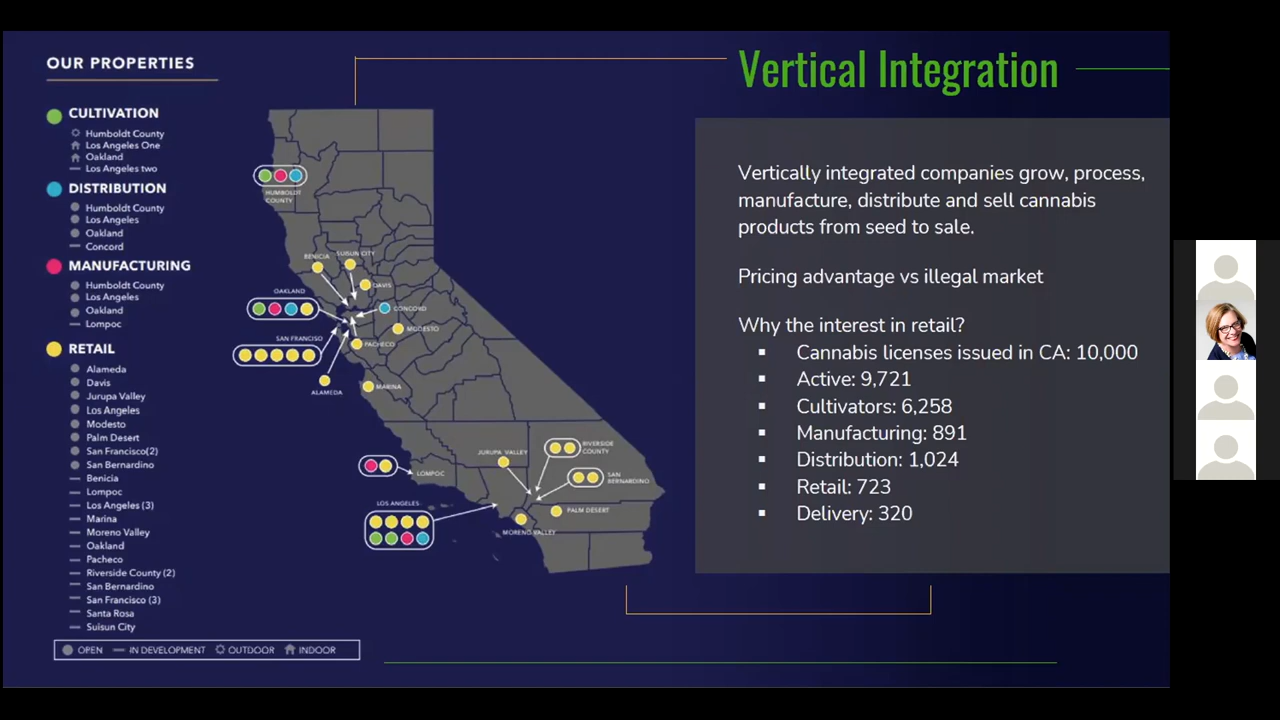 OUR PROPERTIES
CULTIVATION
Humboldt County
Los Angeles One
Oakland
Los Angeles two
DISTRIBUTION
Humboldt County
Los Angeles
Oakland
Concord
MANUFACTURING
Humboldt County
Los Angeles
Oakland
Lompoc
RETAIL
Alameda
Davis
Jurupa Valley
Los Angeles
Modesto
Palm Desert
San Francisco(2)
San Bernardino
Benicia
Lompoc
Los Angeles (3)
Marina
Moreno Valley
Oakland
Pacheco
Riverside County (2)
San Bernardino
San Francisco (3)
Santa Rosa
Suisun City
OPEN — IN DEVELOPMENT OUTDOOR INDOOR
HUMBOLDT
COUNTY
BENICIA
SUISUN CITY
DAVIS
OAKLAND
CONCORD
MODESTO
SAN FRANCISO
PACHECO
ALAMEDA
MARINA
JURUPA VALLEY
RIVERSIDE
COUNTY
LOMPOC
SAN
BERNARDINO
LOS ANGELES
PALM DESERT
MORENO VALLEY
Vertical Integration
Vertically integrated companies grow, process,
manufacture, distribute and sell cannabis
products from seed to sale.
Pricing advantage vs illegal market
Why the interest in retail?
▪ Cannabis licenses issued in CA: 10,000
▪ Active: 9,721
▪ Cultivators: 6,258
▪ Manufacturing: 891
▪ Distribution: 1,024
▪ Retail: 723
▪ Delivery: 320